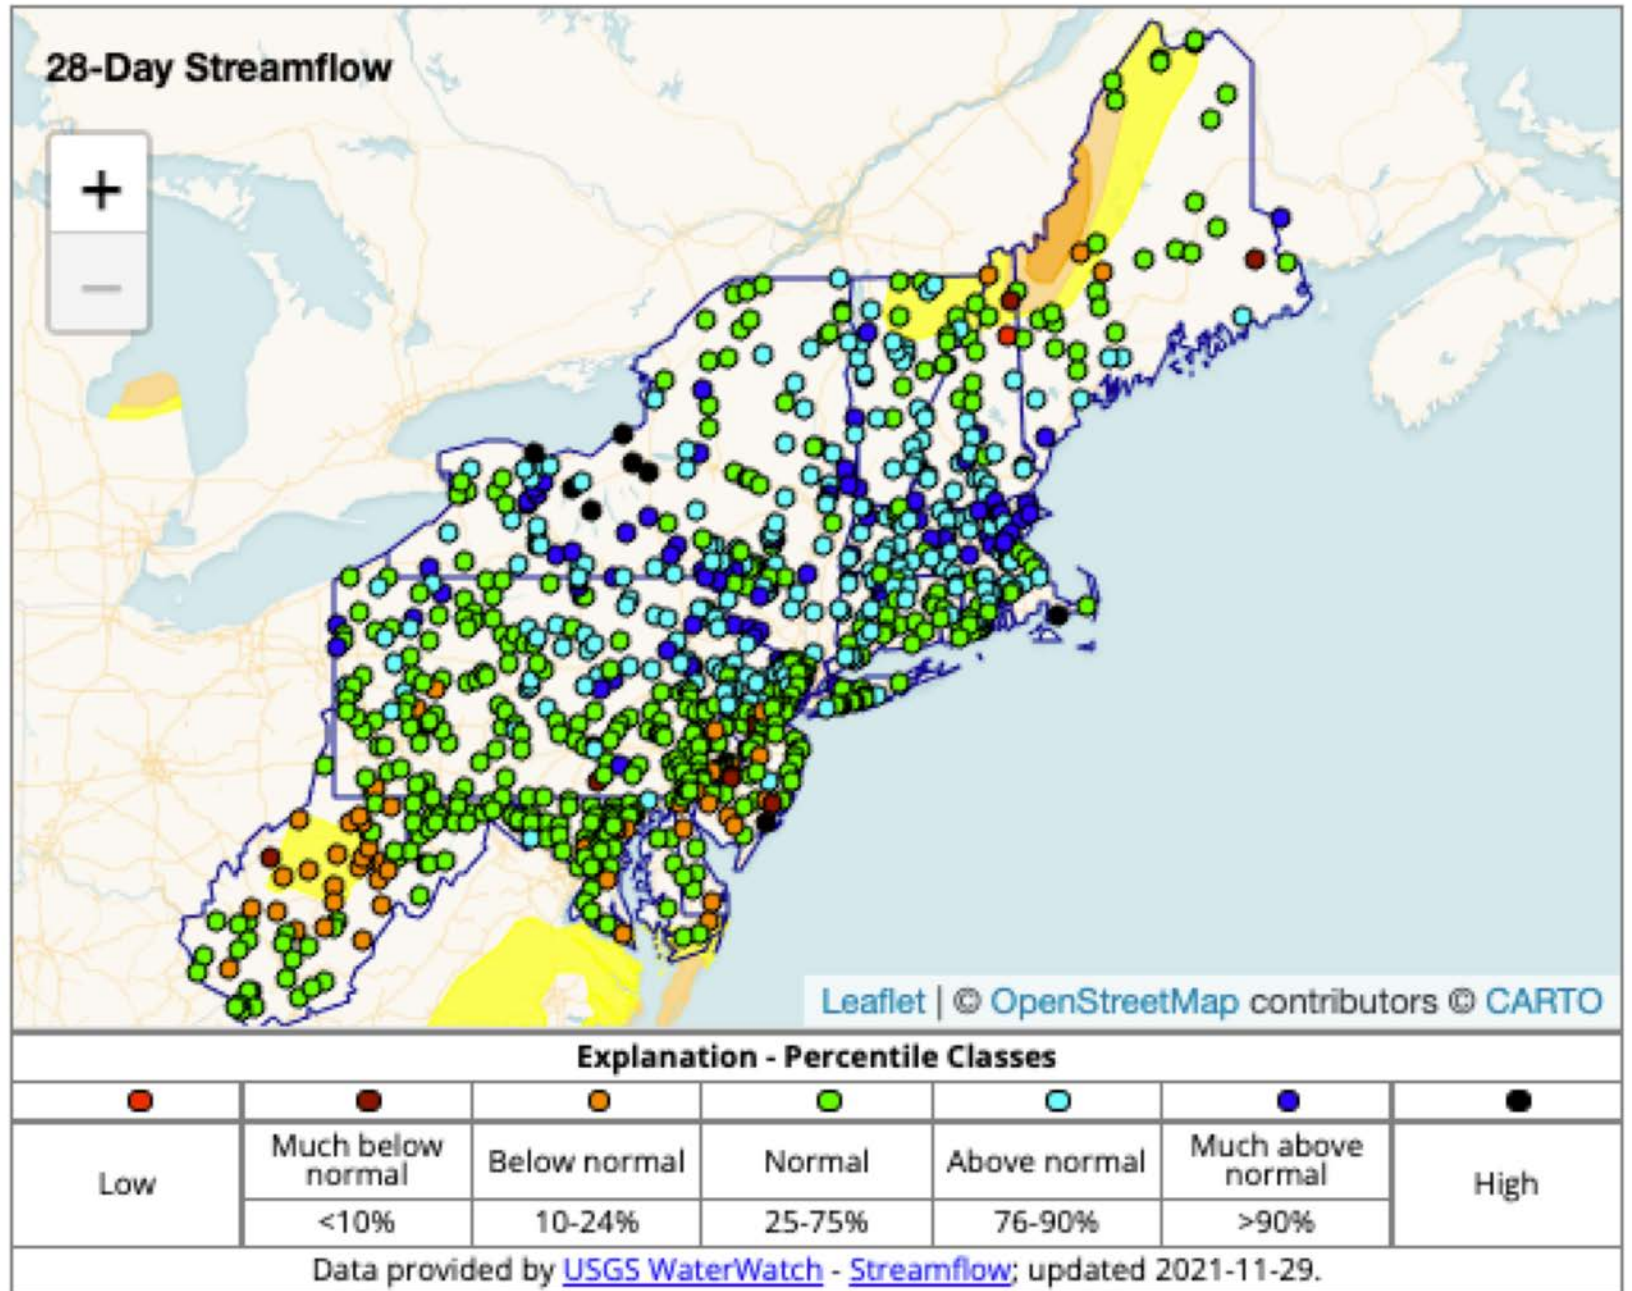 28-Day Streamflow
+
−
Leaflet | © OpenStreetMap contributors © CARTO
Explanation - Percentile Classes
Low
Much below normal
Below normal
Normal
Above normal
Much above normal
High
<10%
10-24%
25-75%
76-90%
>90%
Data provided by USGS WaterWatch - Streamflow; updated 2021-11-29.